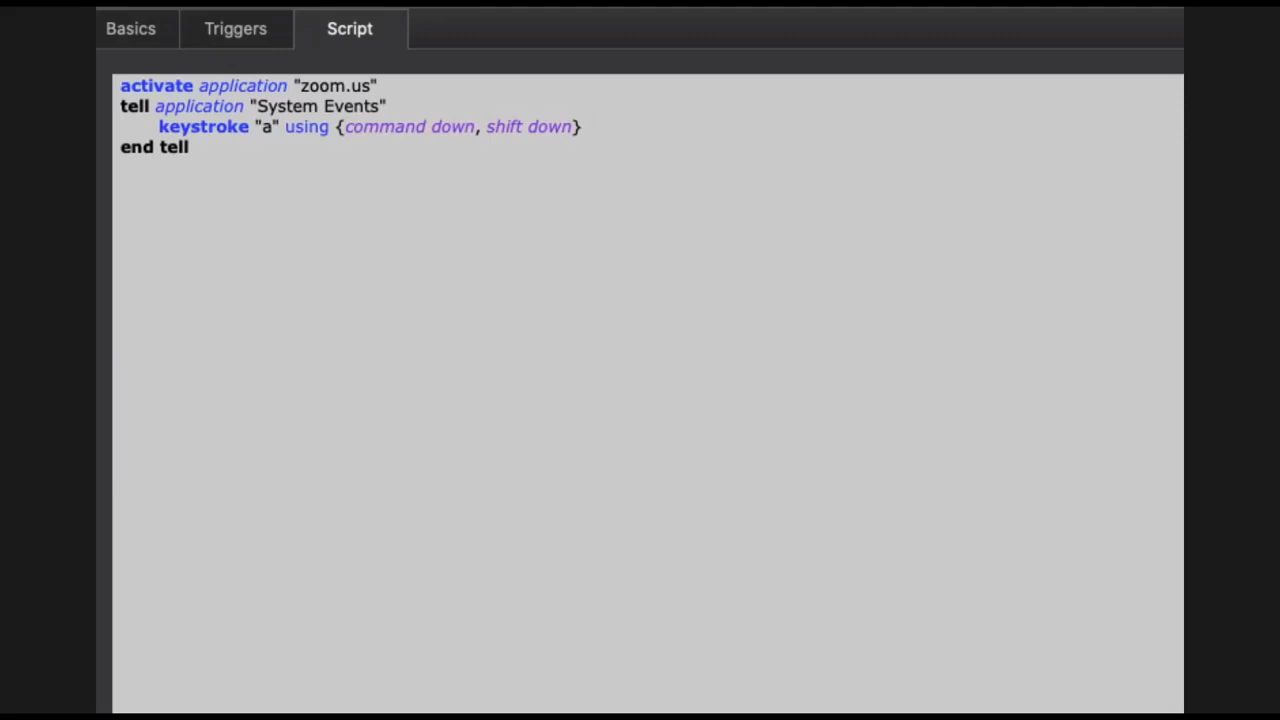 Basics Triggers Script
activate application "zoom.us"
tell application "System Events"
keystroke "a" using {command down, shift down}
end tell